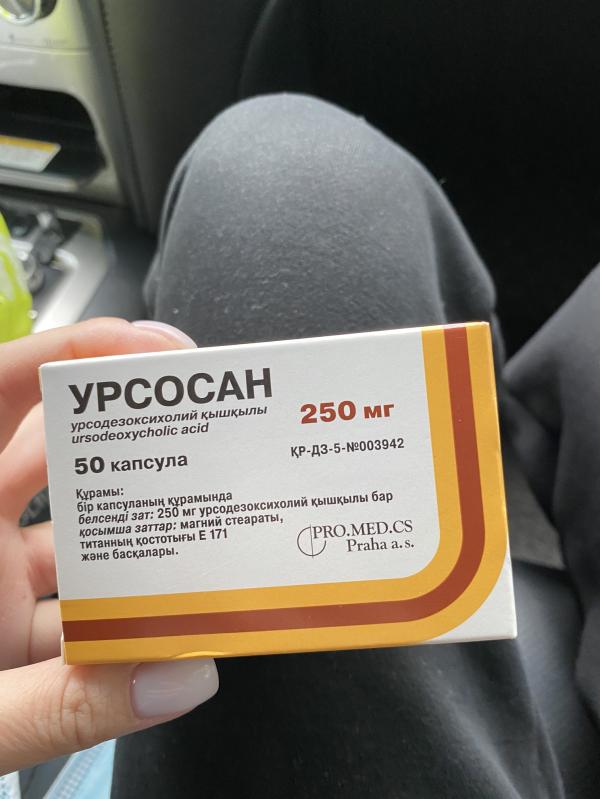 УРСОСАН
урсодезоксихолий қышқылы
ursodeoxycholic acid
250 мг
50 капсула
ҚР-ДЗ-5-№003942
Құрамы:
бір капсуланың құрамында
белсенді зат: 250 мг урсодезоксихолий қышқылы бар
қосымша заттар: магний стеараты,
титанның қостотығы Е 171
және басқалары.
PRO.MED.CS
Praha a.s.